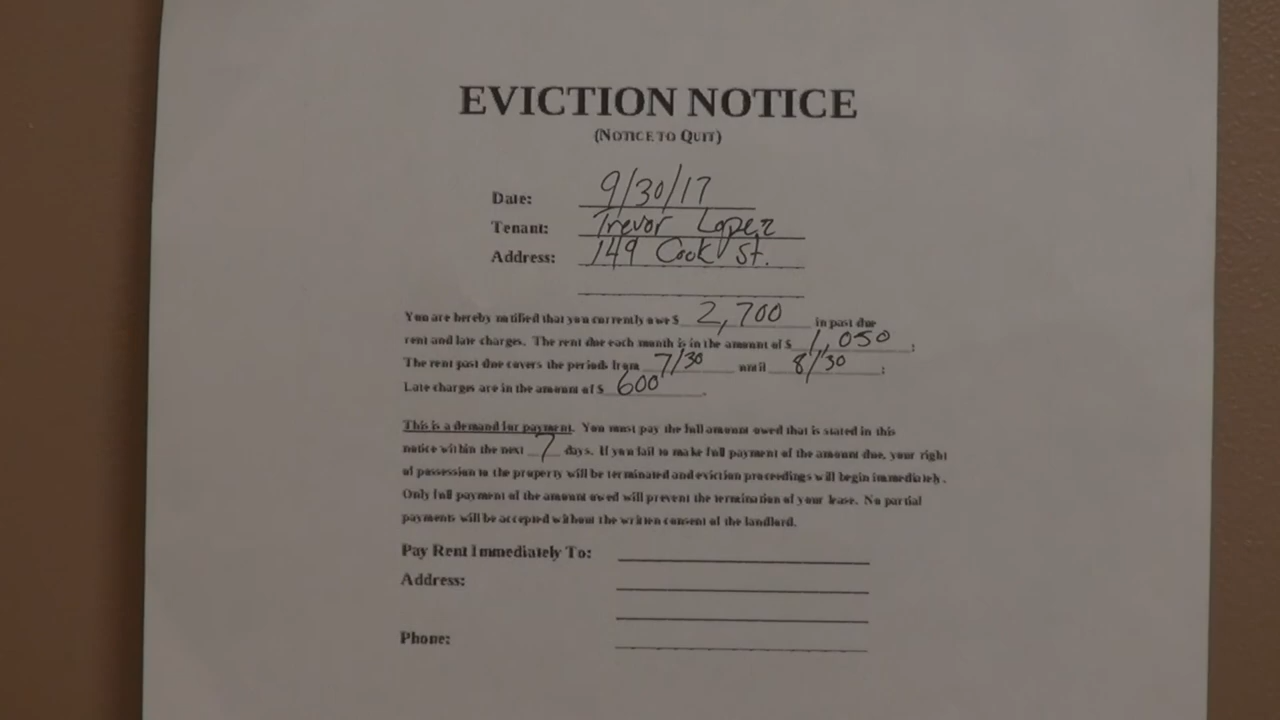 EVICTION NOTICE
(NOTICE TO QUIT)
Date: 9/30/17
Tenant: Trevor Lopez
Address: 149 Cook St.
You are hereby notified that you currently owe $ 2,700 in past due
rent and late charges. The rent due each month is in the amount of $ 1,050 ;
The rent past due covers the periods from 7/30 until 8/30 ;
Late charges are in the amount of $ 600 .
This is a demand for payment. You must pay the full amount owed that is stated in this
notice within the next 7 days. If you fail to make full payment of the amount due, your right
of possession to the property will be terminated and eviction proceedings will begin immediately.
Only full payment of the amount owed will prevent the termination of your lease. No partial
payments will be accepted without the written consent of the landlord.
Pay Rent Immediately To:
Address:
Phone: